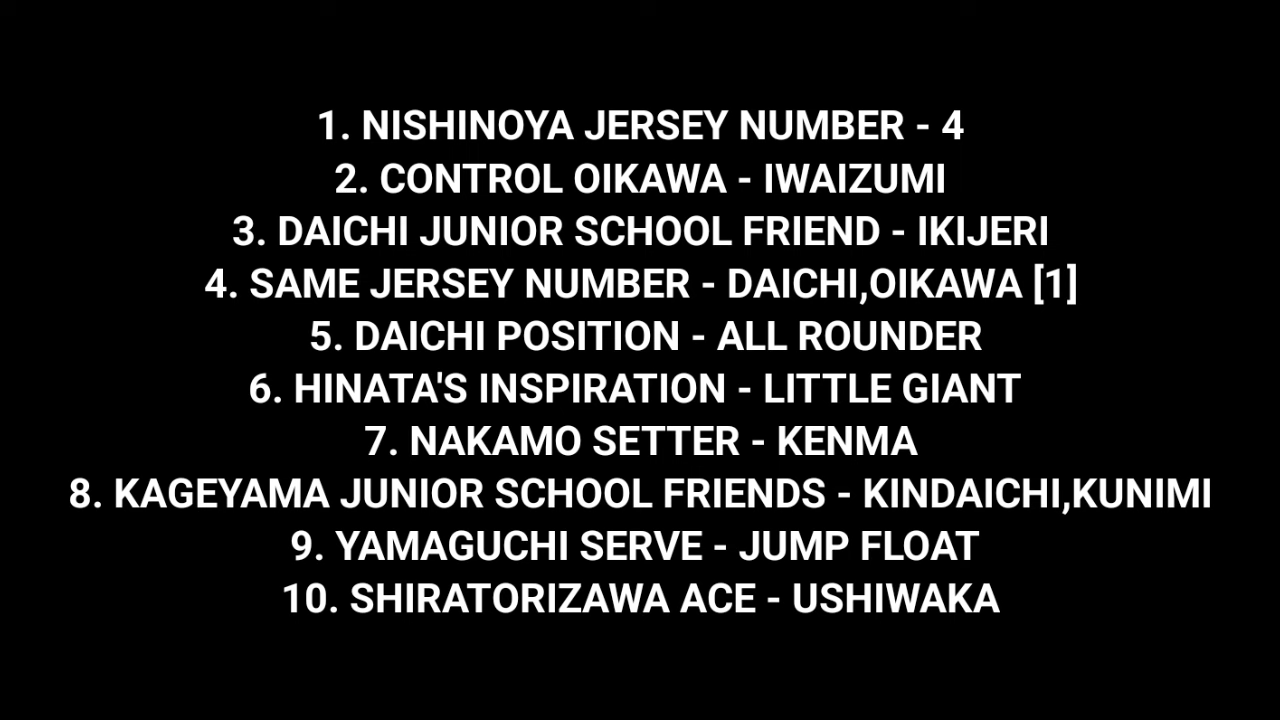 1. NISHINOYA JERSEY NUMBER - 4
2. CONTROL OIKAWA - IWAIZUMI
3. DAICHI JUNIOR SCHOOL FRIEND - IKIJERI
4. SAME JERSEY NUMBER - DAICHI,OIKAWA [1]
5. DAICHI POSITION - ALL ROUNDER
6. HINATA'S INSPIRATION - LITTLE GIANT
7. NAKAMO SETTER - KENMA
8. KAGEYAMA JUNIOR SCHOOL FRIENDS - KINDAICHI,KUNIMI
9. YAMAGUCHI SERVE - JUMP FLOAT
10. SHIRATORIZAWA ACE - USHIWAKA